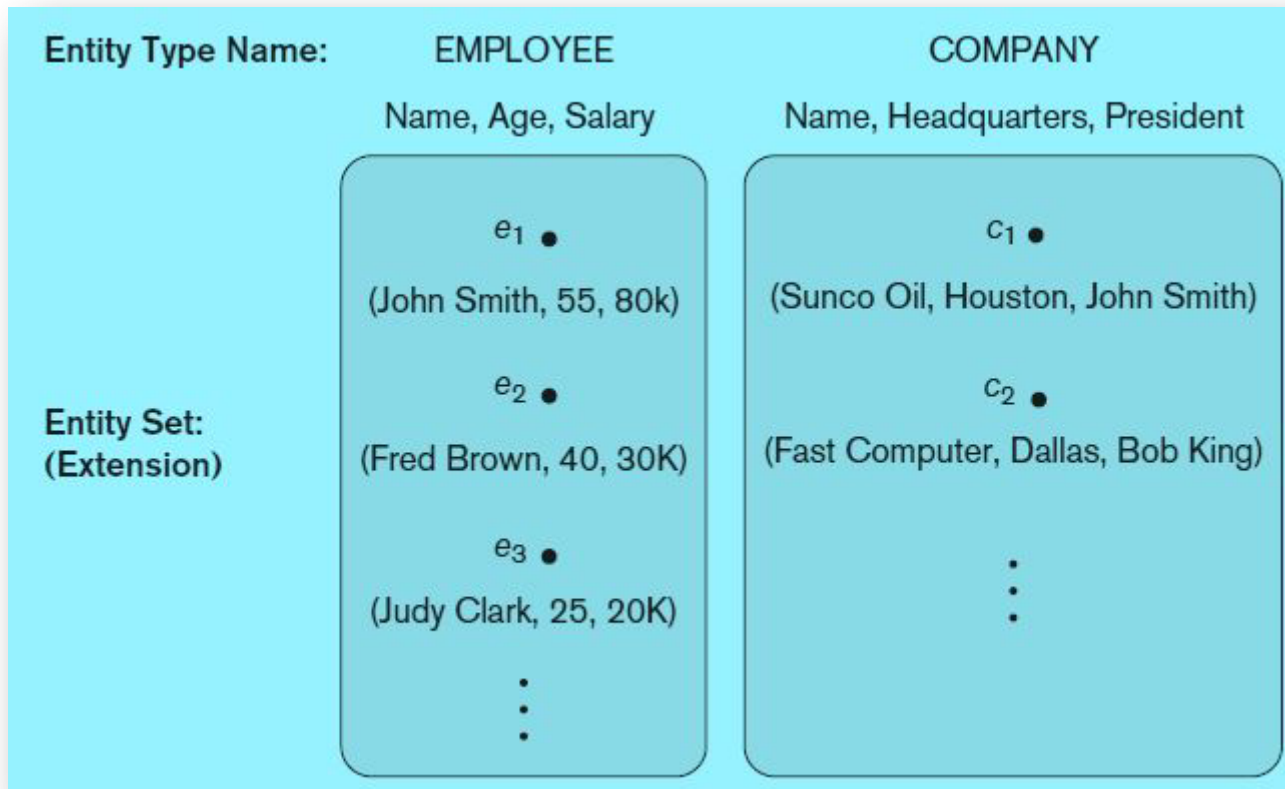 Entity Type Name: EMPLOYEE COMPANY
Name, Age, Salary Name, Headquarters, President
e1 c1
(John Smith, 55, 80k) (Sunco Oil, Houston, John Smith)
e2 c2
Entity Set:
(Extension)
(Fred Brown, 40, 30K) (Fast Computer, Dallas, Bob King)
e3
(Judy Clark, 25, 20K)